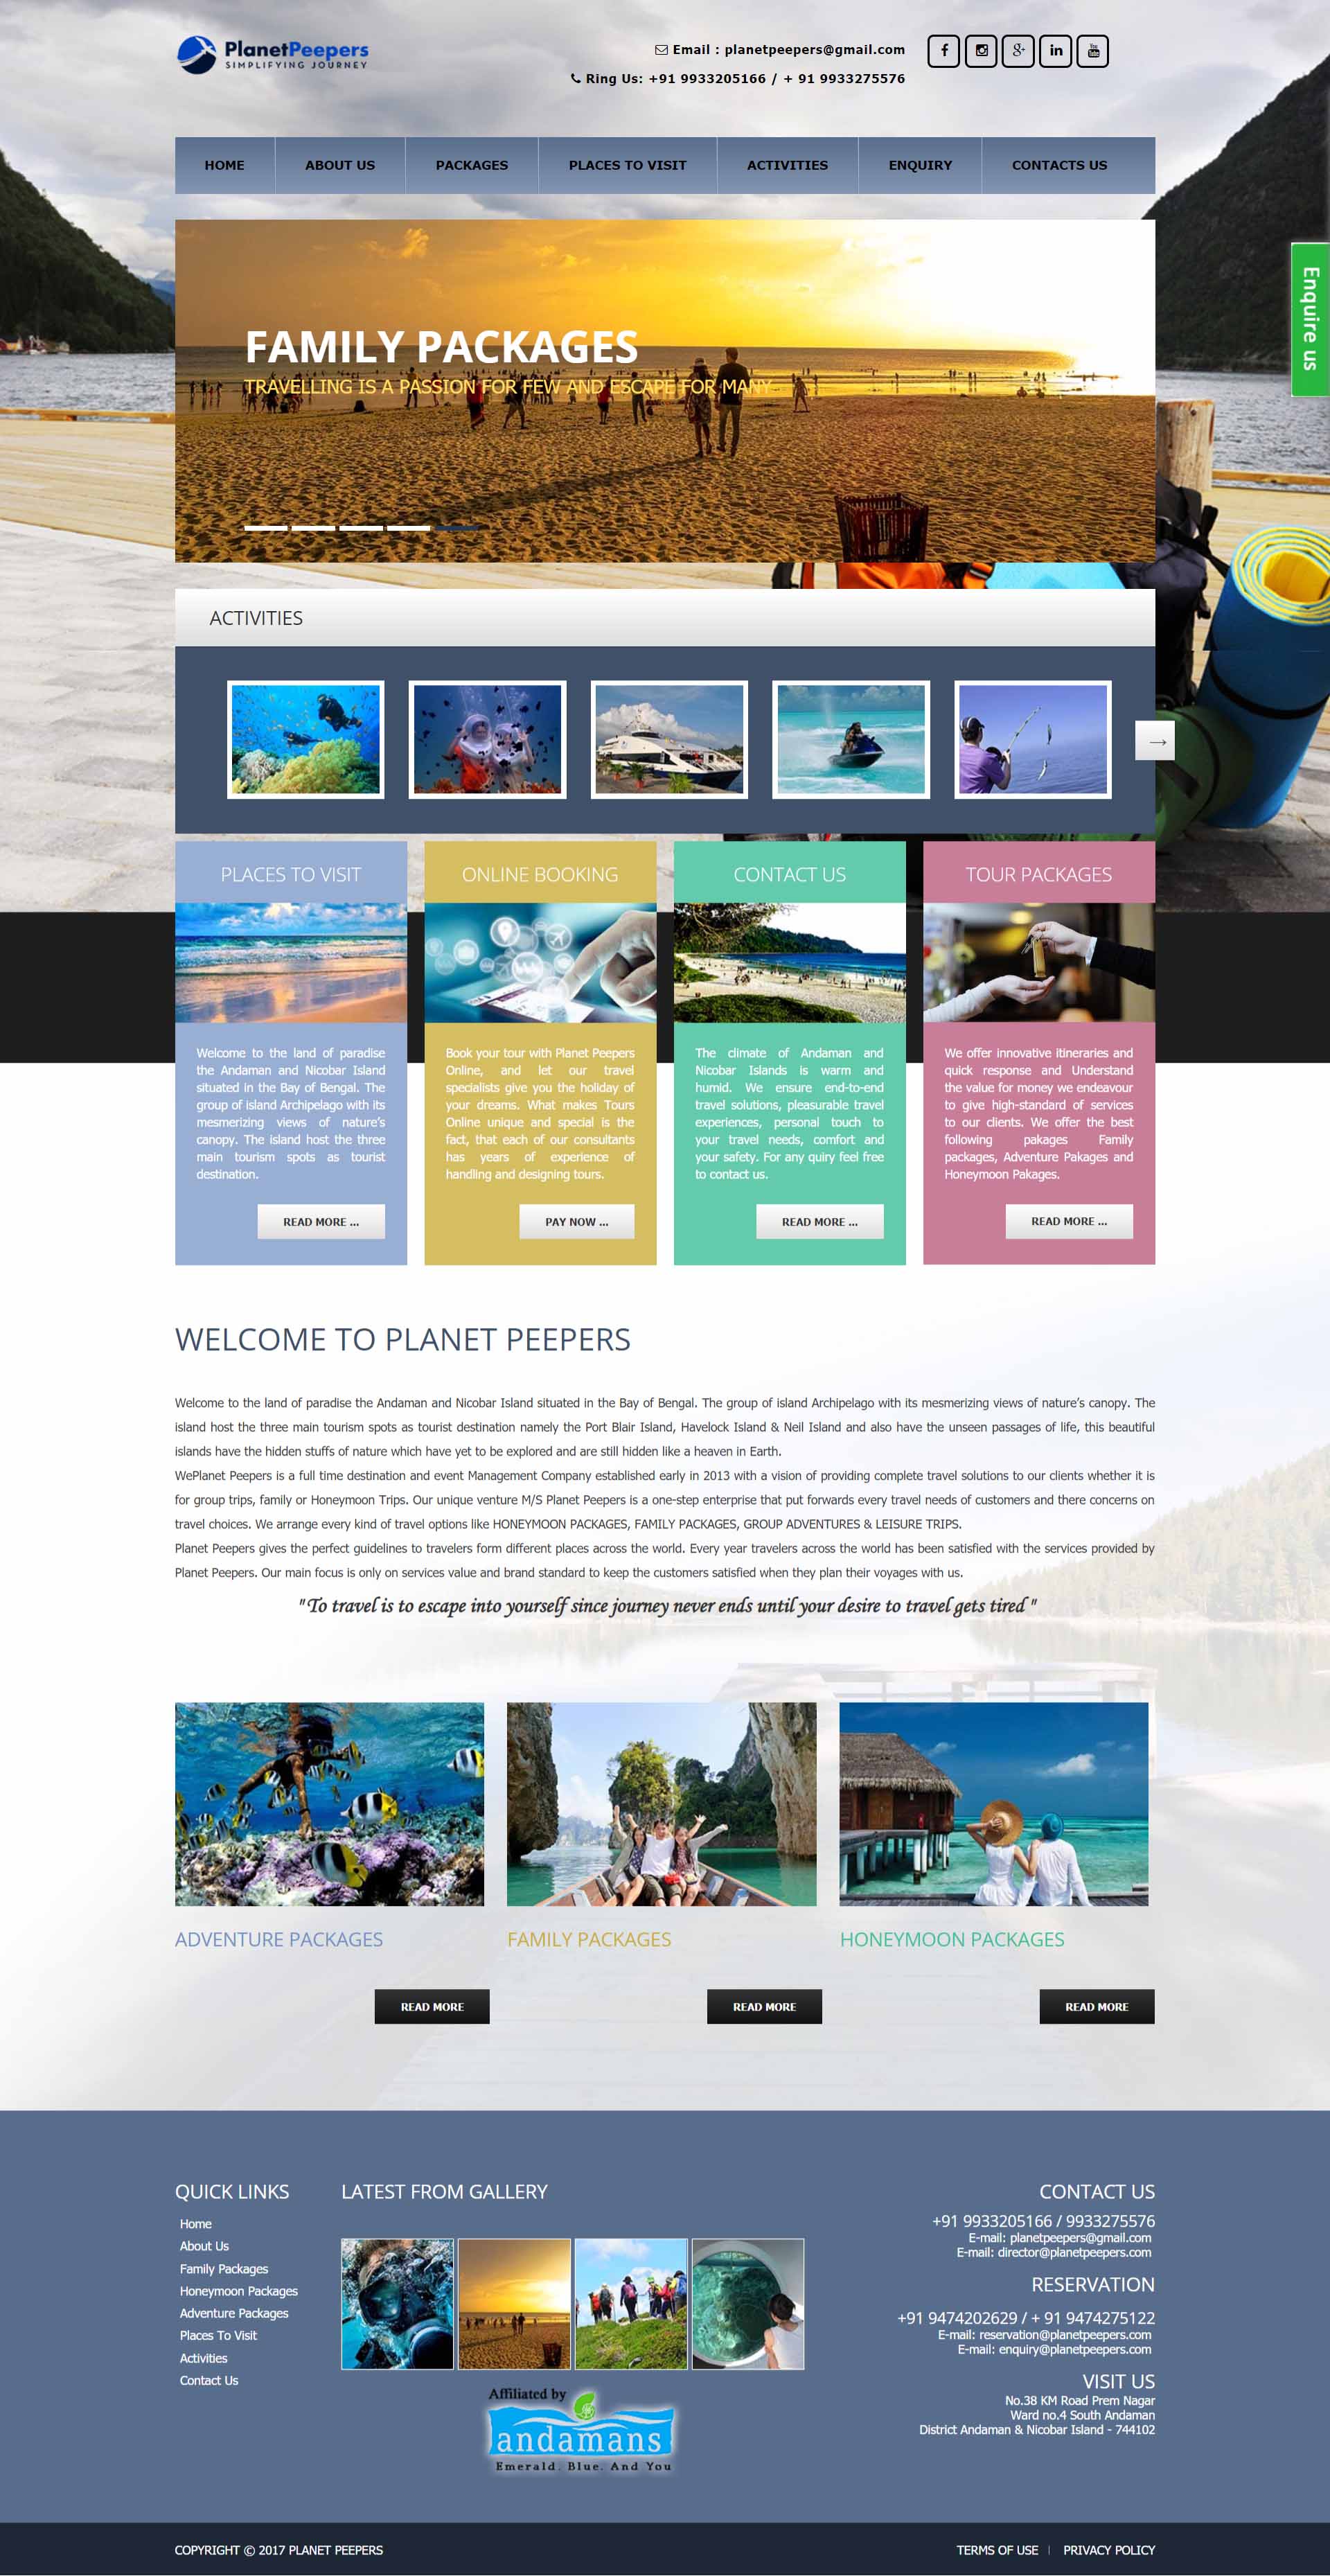 PlanetPeepers
SIMPLIFYING JOURNEY
Email : planetpeepers@gmail.com
Ring Us: +91 9933205166 / + 91 9933275576
HOME
ABOUT US
PACKAGES
PLACES TO VISIT
ACTIVITIES
ENQUIRY
CONTACTS US
Enquire us
FAMILY PACKAGES
TRAVELLING IS A PASSION FOR FEW AND ESCAPE FOR MANY
ACTIVITIES
PLACES TO VISIT
Welcome to the land of paradise
the Andaman and Nicobar Island
situated in the Bay of Bengal. The
group of island Archipelago with its
mesmerizing views of nature's
canopy. The island host the three
main tourism spots as tourist
destination.
READ MORE ...
ONLINE BOOKING
Book your tour with Planet Peepers
Online, and let our travel
specialists give you the holiday of
your dreams. What makes Tours
Online unique and special is the
fact, that each of our consultants
has years of experience of
handling and designing tours.
PAY NOW ...
CONTACT US
The climate of Andaman and
Nicobar Islands is warm and
humid. We ensure end-to-end
travel solutions, pleasurable travel
experiences, personal touch to
your travel needs, comfort and
your safety. For any quiry feel free
to contact us.
READ MORE ...
TOUR PACKAGES
We offer innovative itineraries and
quick response and Understand
the value for money we endeavour
to give high-standard of services
to our clients. We offer the best
following pakages Family
packages, Adventure Pakages and
Honeymoon Pakages.
READ MORE ...
WELCOME TO PLANET PEEPERS
Welcome to the land of paradise the Andaman and Nicobar Island situated in the Bay of Bengal. The group of island Archipelago with its mesmerizing views of nature's canopy. The
island host the three main tourism spots as tourist destination namely the Port Blair Island, Havelock Island & Neil Island and also have the unseen passages of life, this beautiful
islands have the hidden stuffs of nature which have yet to be explored and are still hidden like a heaven in Earth.
WePlanet Peepers is a full time destination and event Management Company established early in 2013 with a vision of providing complete travel solutions to our clients whether it is
for group trips, family or Honeymoon Trips. Our unique venture M/S Planet Peepers is a one-step enterprise that put forwards every travel needs of customers and there concerns on
travel choices. We arrange every kind of travel options like HONEYMOON PACKAGES, FAMILY PACKAGES, GROUP ADVENTURES & LEISURE TRIPS.
Planet Peepers gives the perfect guidelines to travelers form different places across the world. Every year travelers across the world has been satisfied with the services provided by
Planet Peepers. Our main focus is only on services value and brand standard to keep the customers satisfied when they plan their voyages with us.
" To travel is to escape into yourself since journey never ends until your desire to travel gets tired "
ADVENTURE PACKAGES
READ MORE
FAMILY PACKAGES
READ MORE
HONEYMOON PACKAGES
READ MORE
QUICK LINKS
Home
About Us
Family Packages
Honeymoon Packages
Adventure Packages
Places To Visit
Activities
Contact Us
LATEST FROM GALLERY
Affiliated by
andamans
Emerald. Blue. And You
CONTACT US
+91 9933205166 / 9933275576
E-mail: planetpeepers@gmail.com
E-mail: director@planetpeepers.com
RESERVATION
+91 9474202629 / + 91 9474275122
E-mail: reservation@planetpeepers.com
E-mail: enquiry@planetpeepers.com
VISIT US
No.38 KM Road Prem Nagar
Ward no.4 South Andaman
District Andaman & Nicobar Island - 744102
COPYRIGHT © 2017 PLANET PEEPERS
TERMS OF USE | PRIVACY POLICY